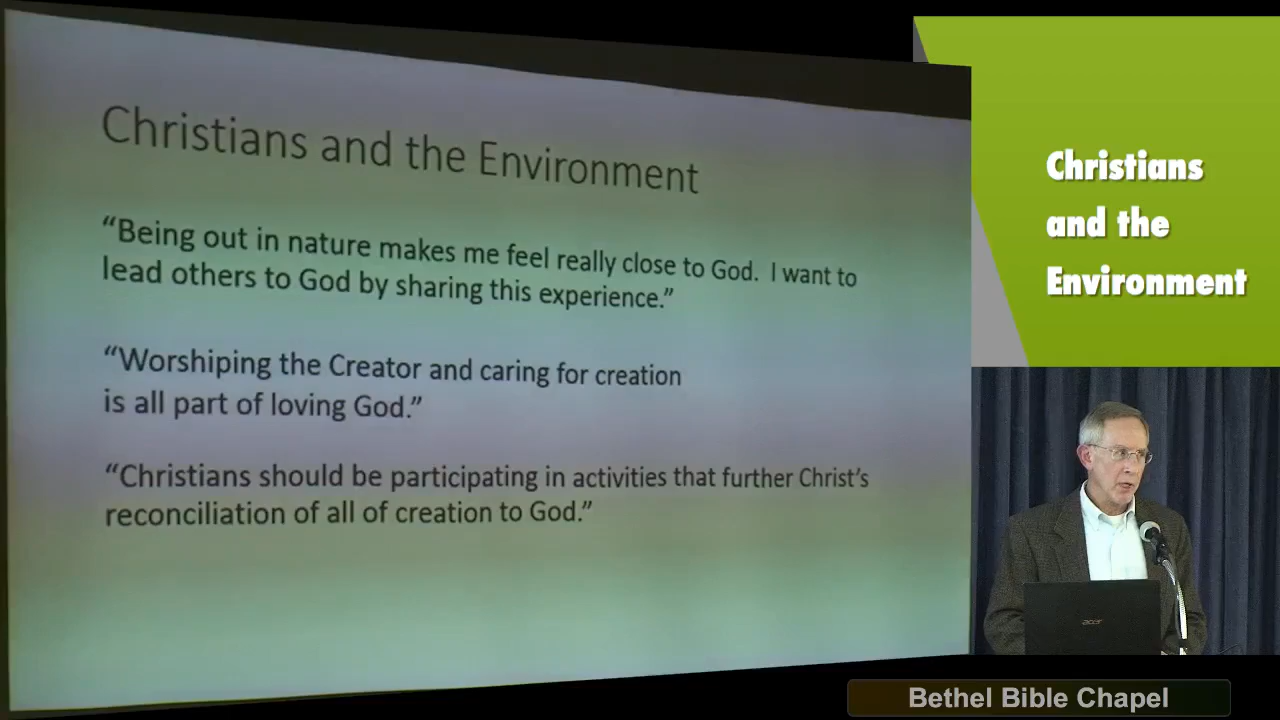 Christians and the Environment
“Being out in nature makes me feel really close to God.  I want to
lead others to God by sharing this experience.”
“Worshiping the Creator and caring for creation
is all part of loving God.”
“Christians should be participating in activities that further Christ’s
reconciliation of all of creation to God.”
Christians
and the
Environment
acer
Bethel Bible Chapel